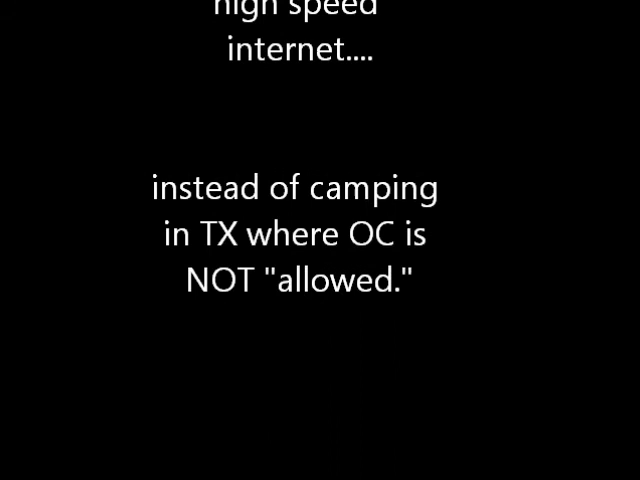 high speed
internet....
instead of camping
in TX where OC is
NOT "allowed."